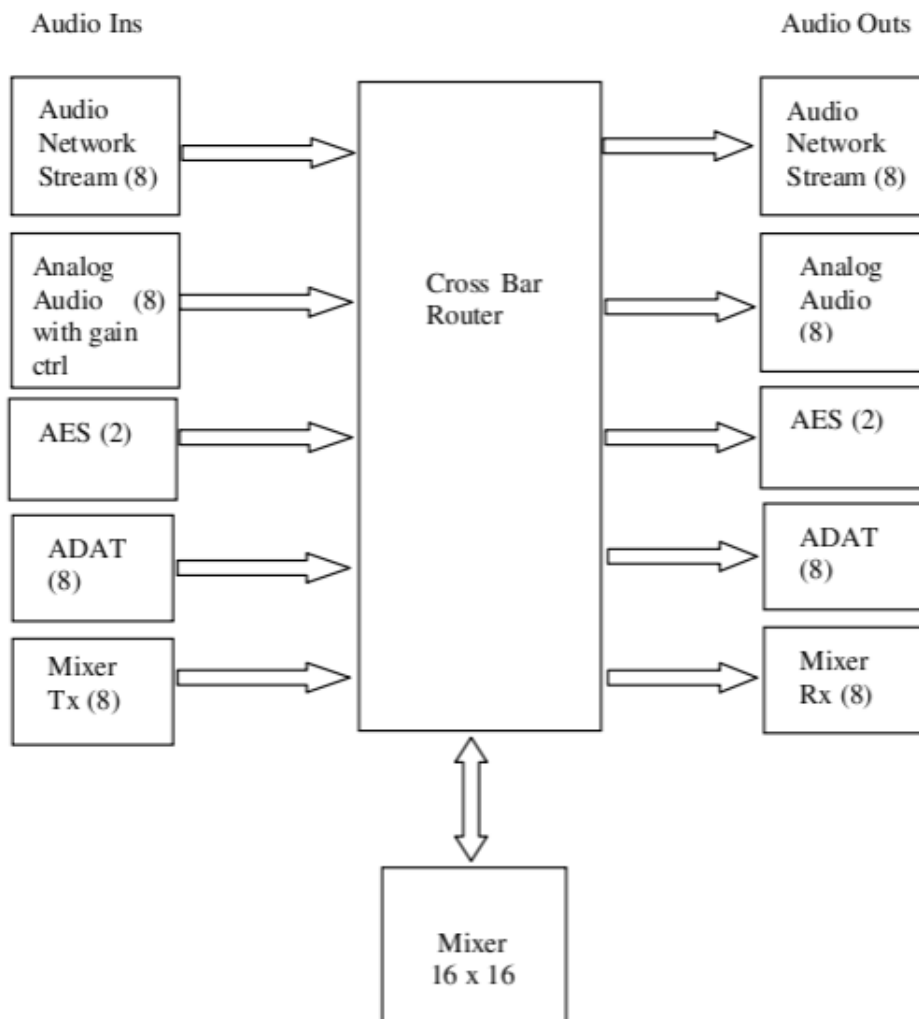 Audio Ins
Audio Outs
Audio
Network
Stream (8)
Audio
Network
Stream (8)
Analog
Audio (8)
with gain
ctrl
Cross Bar
Router
Analog
Audio
(8)
AES (2)
AES (2)
ADAT
(8)
ADAT
(8)
Mixer
Tx (8)
Mixer
Rx (8)
Mixer
16 x 16